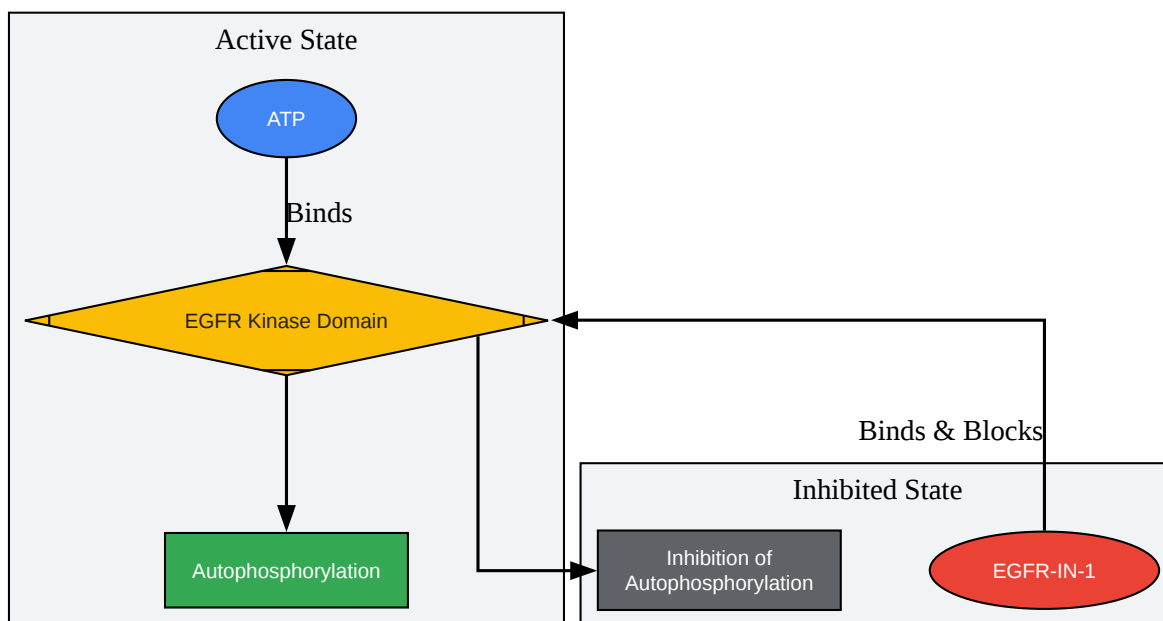 Active State
ATP
Binds
EGFR Kinase Domain
Binds & Blocks
Inhibited State
Autophosphorylation
Inhibition of
Autophosphorylation
EGFR-IN-1